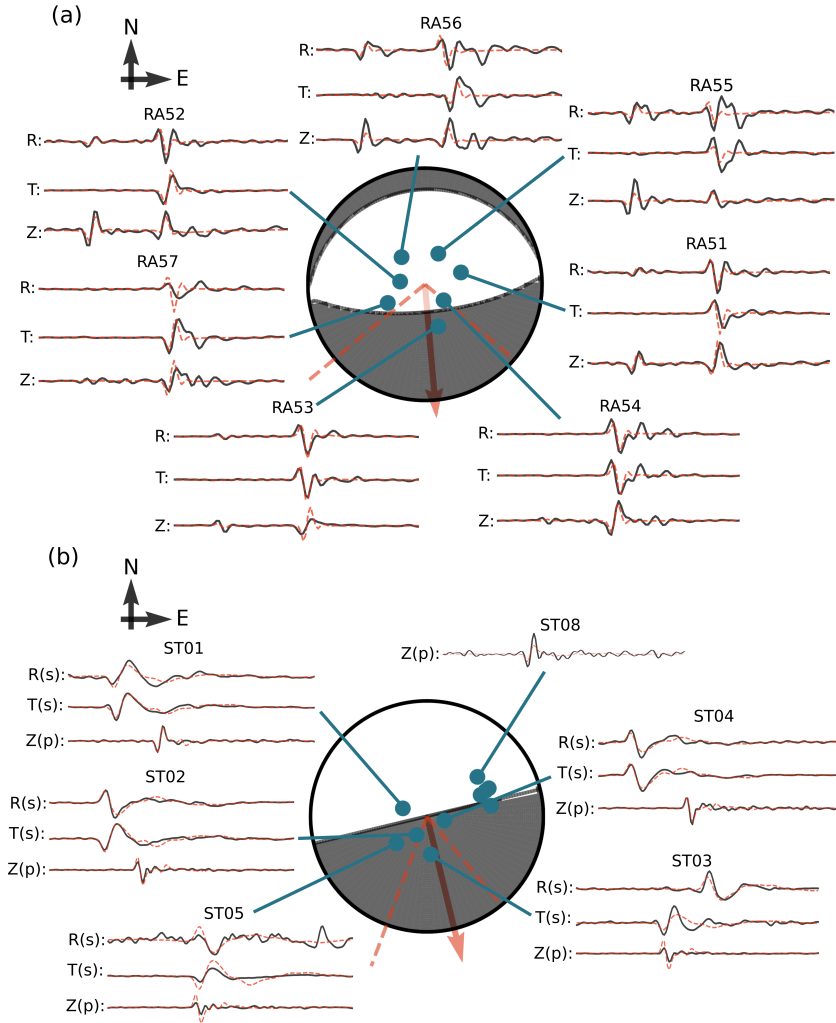 (a)
N
E
RA56
R:
T:
Z:
RA52
R:
T:
Z:
RA55
R:
T:
Z:
RA57
R:
T:
Z:
RA51
R:
T:
Z:
RA53
R:
T:
Z:
RA54
R:
T:
Z:
(b)
N
E
ST01
R(s):
T(s):
Z(p):
ST08
Z(p):
ST04
R(s):
T(s):
Z(p):
ST02
R(s):
T(s):
Z(p):
ST03
R(s):
T(s):
Z(p):
ST05
R(s):
T(s):
Z(p):